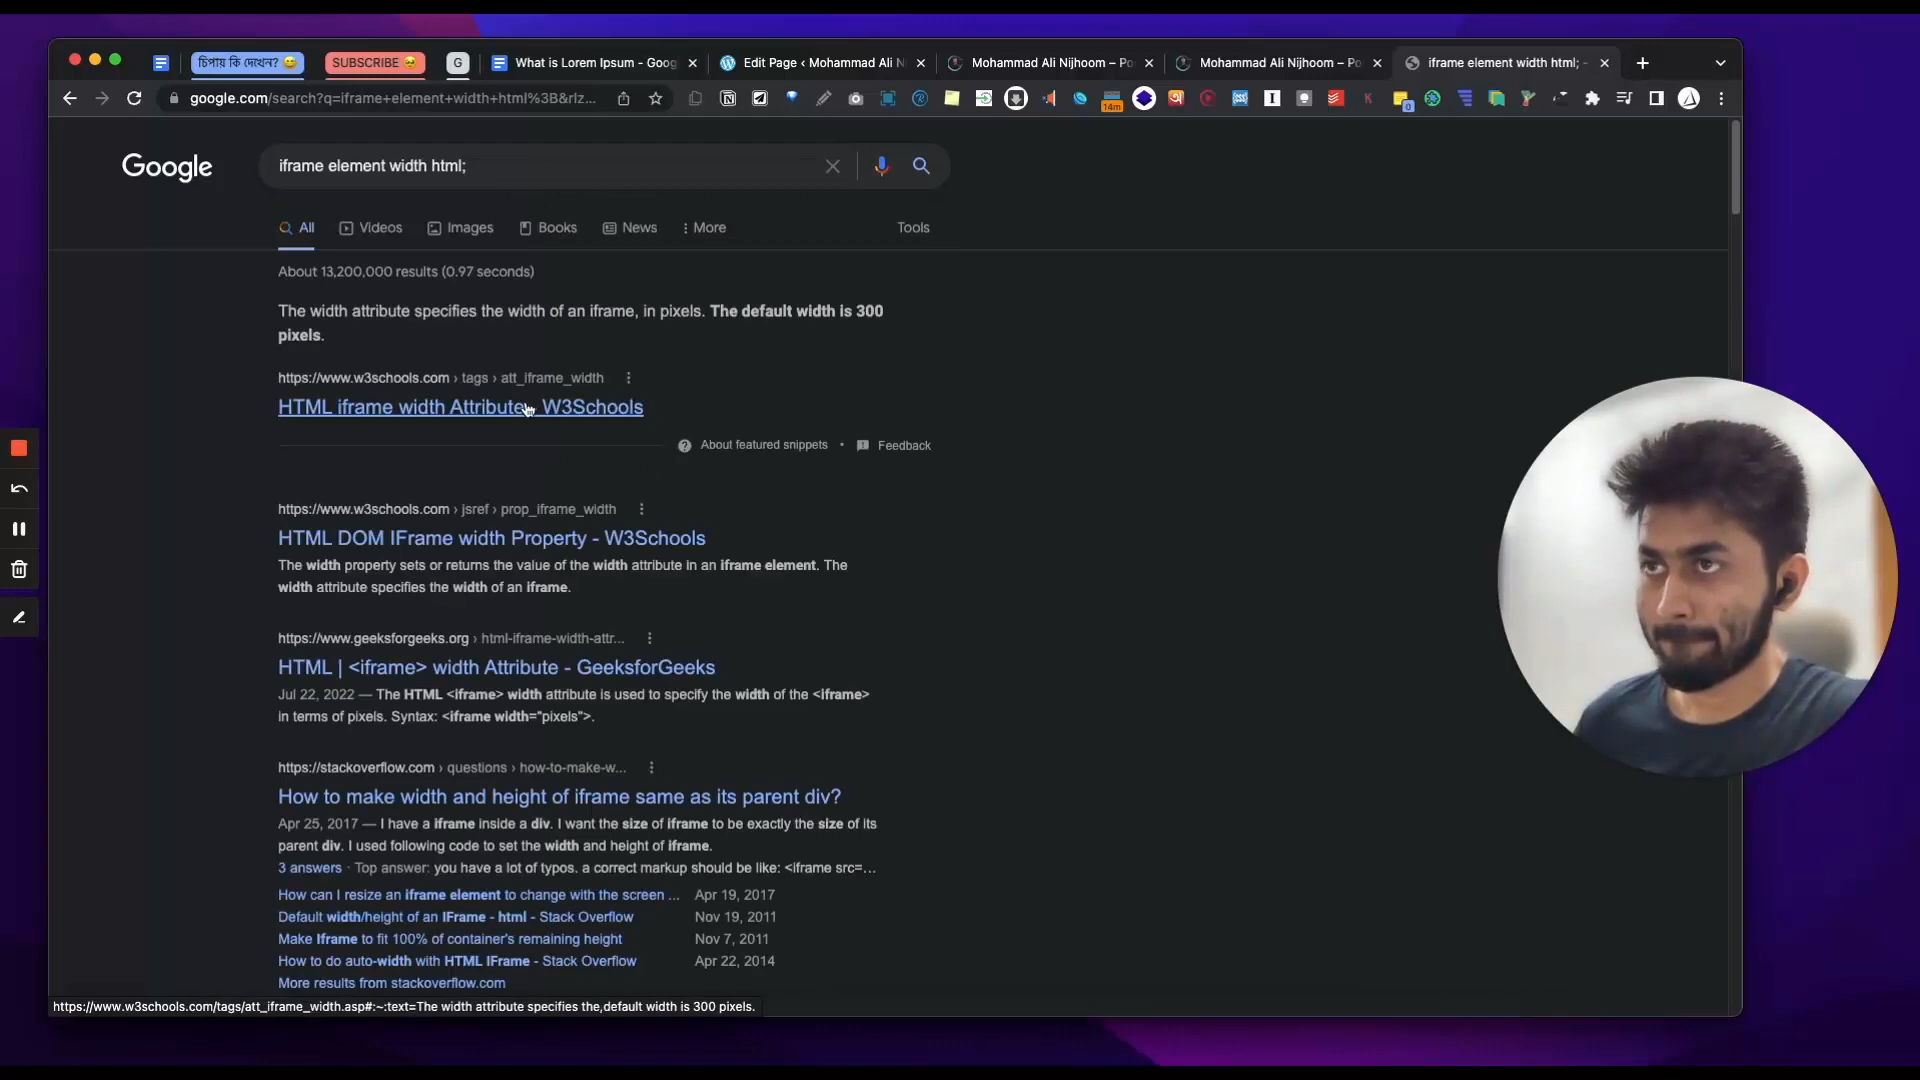 চিপায় কি দেখেন? 😅
SUBSCRIBE 🥹
G
What is Lorem Ipsum - Goog
Edit Page ‹ Mohammad Ali N
Mohammad Ali Nijhoom – Po
Mohammad Ali Nijhoom – Po
iframe element width html; -
google.com/search?q=iframe+element+width+html%3B&rlz...
14m
0
Google
iframe element width html;
All
Videos
Images
Books
News
More
Tools
About 13,200,000 results (0.97 seconds)
The width attribute specifies the width of an iframe, in pixels. The default width is 300
pixels.
https://www.w3schools.com › tags › att_iframe_width
HTML iframe width Attribute - W3Schools
About featured snippets • Feedback
https://www.w3schools.com › jsref › prop_iframe_width
HTML DOM IFrame width Property - W3Schools
The width property sets or returns the value of the width attribute in an iframe element. The
width attribute specifies the width of an iframe.
https://www.geeksforgeeks.org › html-iframe-width-attr...
HTML | <iframe> width Attribute - GeeksforGeeks
Jul 22, 2022 — The HTML <iframe> width attribute is used to specify the width of the <iframe>
in terms of pixels. Syntax: <iframe width="pixels">.
https://stackoverflow.com › questions › how-to-make-w...
How to make width and height of iframe same as its parent div?
Apr 25, 2017 — I have a iframe inside a div. I want the size of iframe to be exactly the size of its
parent div. I used following code to set the width and height of iframe.
3 answers · Top answer: you have a lot of typos. a correct markup should be like: <iframe src=...
How can I resize an iframe element to change with the screen ... Apr 19, 2017
Default width/height of an IFrame - html - Stack Overflow Nov 19, 2011
Make Iframe to fit 100% of container's remaining height Nov 7, 2011
How to do auto-width with HTML IFrame - Stack Overflow Apr 22, 2014
More results from stackoverflow.com
https://www.w3schools.com/tags/att_iframe_width.asp#:~:text=The width attribute specifies the,default width is 300 pixels.